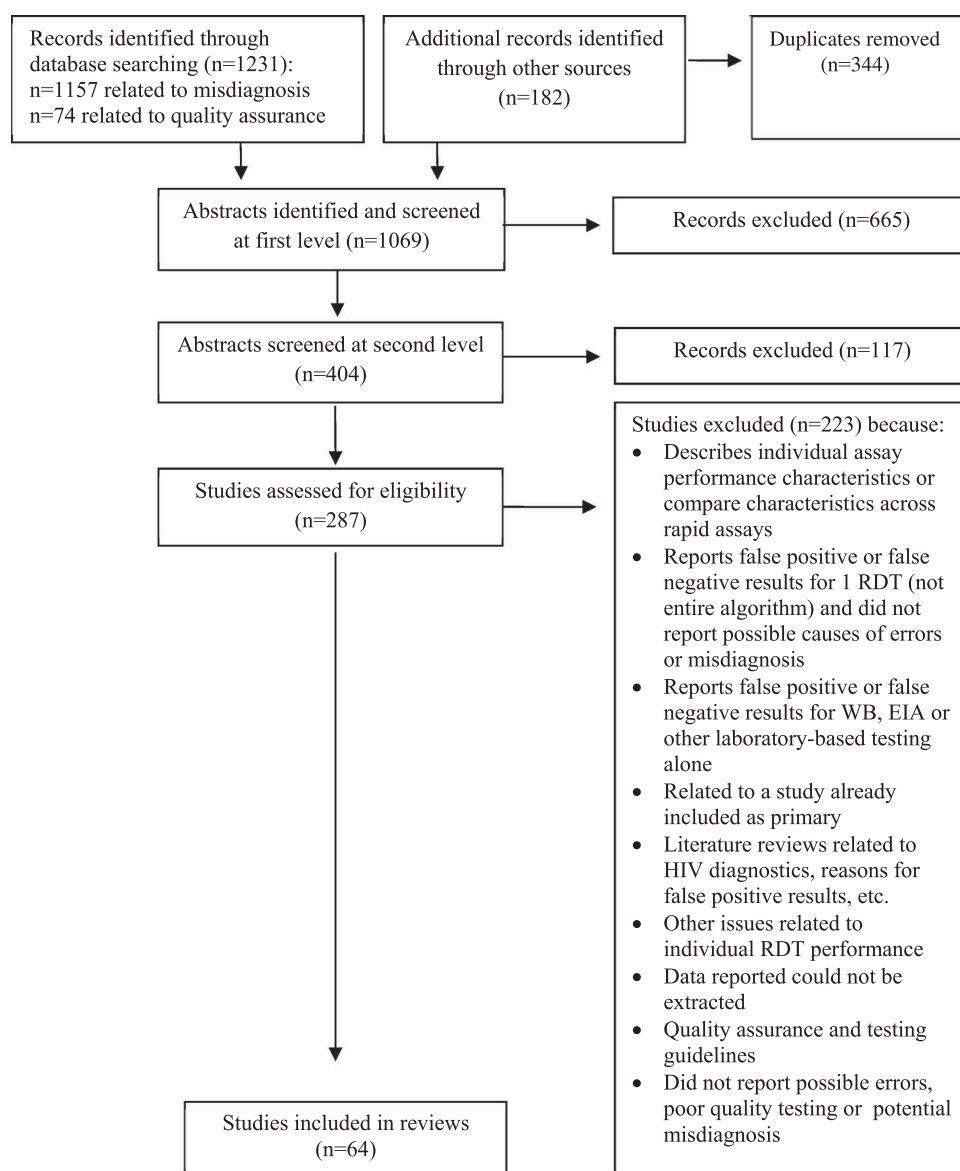 Records identified through
database searching (n=1231):
n=1157 related to misdiagnosis
n=74 related to quality assurance
Additional records identified
through other sources
(n=182)
Duplicates removed
(n=344)
Abstracts identified and screened
at first level (n=1069)
Records excluded (n=665)
Abstracts screened at second level
(n=404)
Records excluded (n=117)
Studies assessed for eligibility
(n=287)
Studies excluded (n=223) because:
• Describes individual assay
performance characteristics or
compare characteristics across
rapid assays
• Reports false positive or false
negative results for 1 RDT (not
entire algorithm) and did not
report possible causes of errors
or misdiagnosis
• Reports false positive or false
negative results for WB, EIA or
other laboratory-based testing
alone
• Related to a study already
included as primary
• Literature reviews related to
HIV diagnostics, reasons for
false positive results, etc.
• Other issues related to
individual RDT performance
• Data reported could not be
extracted
• Quality assurance and testing
guidelines
• Did not report possible errors,
poor quality testing or potential
misdiagnosis
Studies included in reviews
(n=64)